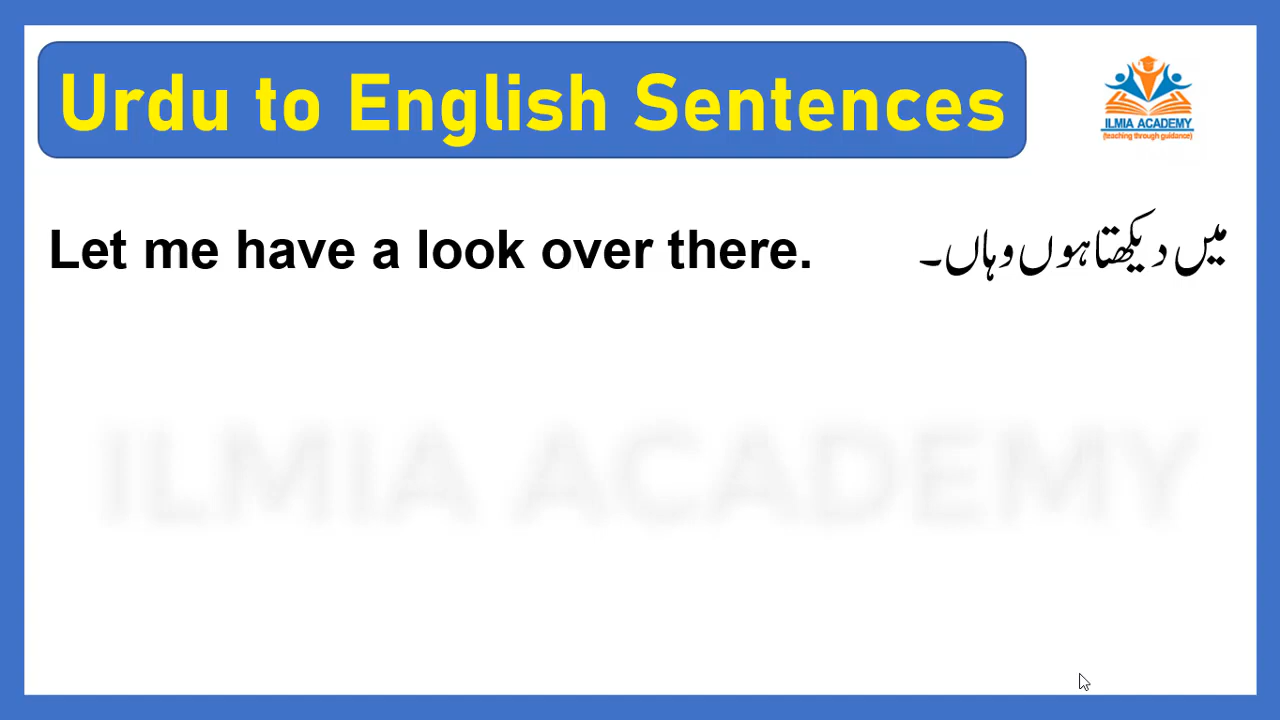 Urdu to English Sentences
ILMIA ACADEMY
(teaching through guidance)
Let me have a look over there.
میں دیکھتا ہوں وہاں۔
ILMIA ACADEMY